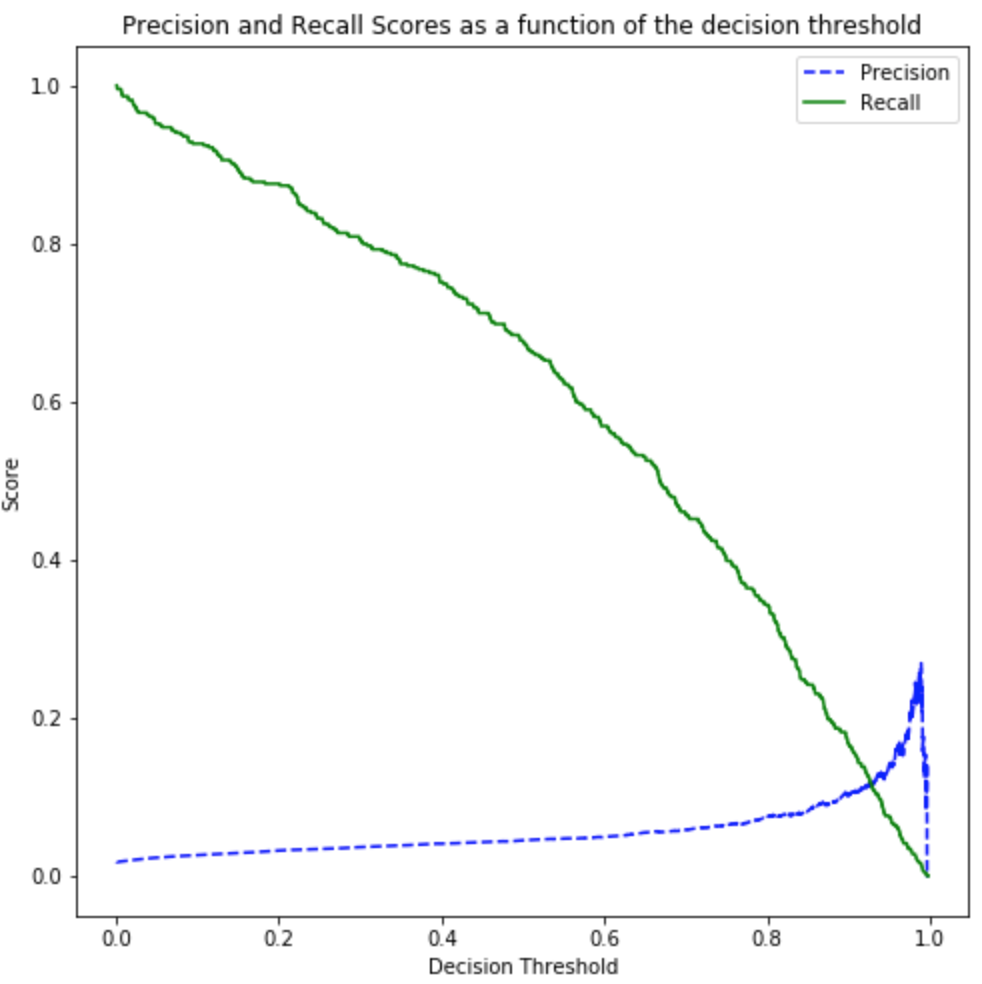 Precision and Recall Scores as a function of the decision threshold
Precision
Recall
1.0
0.8
0.6
0.4
0.2
0.0
Score
0.0 0.2 0.4 0.6 0.8 1.0
Decision Threshold